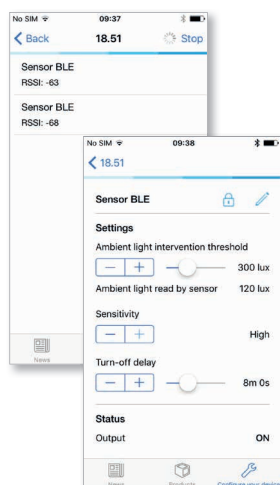 No SIM 09:37
Back 18.51 Stop
Sensor BLE
RSSI: -63
Sensor BLE
RSSI: -68
News
No SIM 09:38
18.51
Sensor BLE
Settings
Ambient light intervention threshold
− + 300 lux
Ambient light read by sensor 120 lux
Sensitivity
− + High
Turn-off delay
− + 8m 0s
Status
Output ON
News Products Configure your device